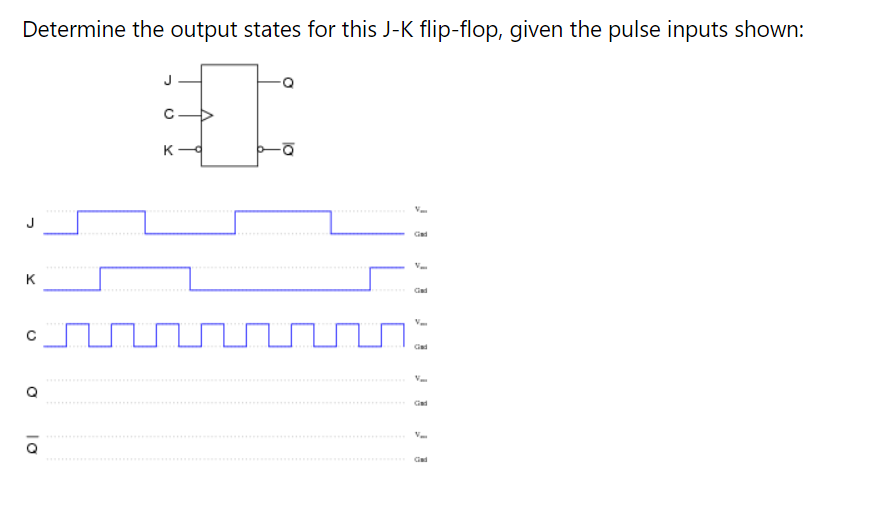 Determine the output states for this J-K flip-flop, given the pulse inputs shown:
J
Q
C
K
Q̅
J
Gnd
K
Gnd
C
Gnd
Q
Gnd
Q̅
Gnd